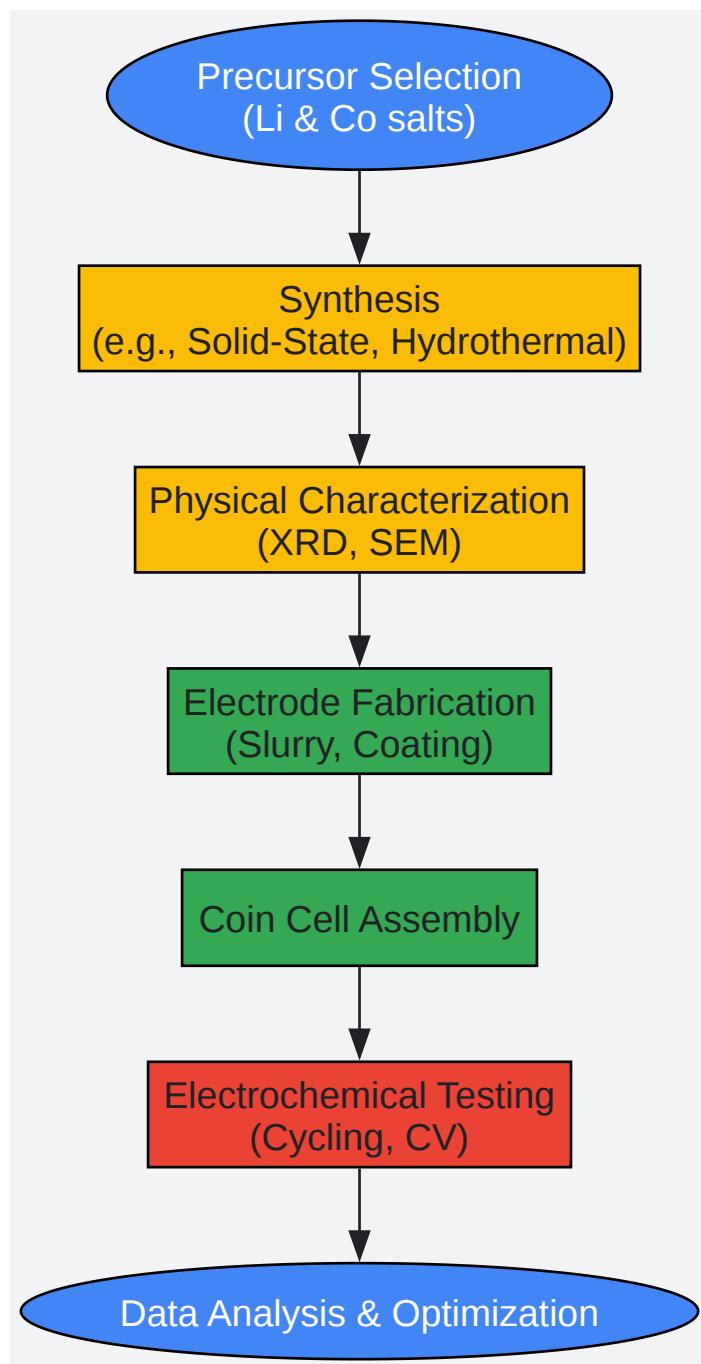 Precursor Selection
(Li & Co salts)
Synthesis
(e.g., Solid-State, Hydrothermal)
Physical Characterization
(XRD, SEM)
Electrode Fabrication
(Slurry, Coating)
Coin Cell Assembly
Electrochemical Testing
(Cycling, CV)
Data Analysis & Optimization